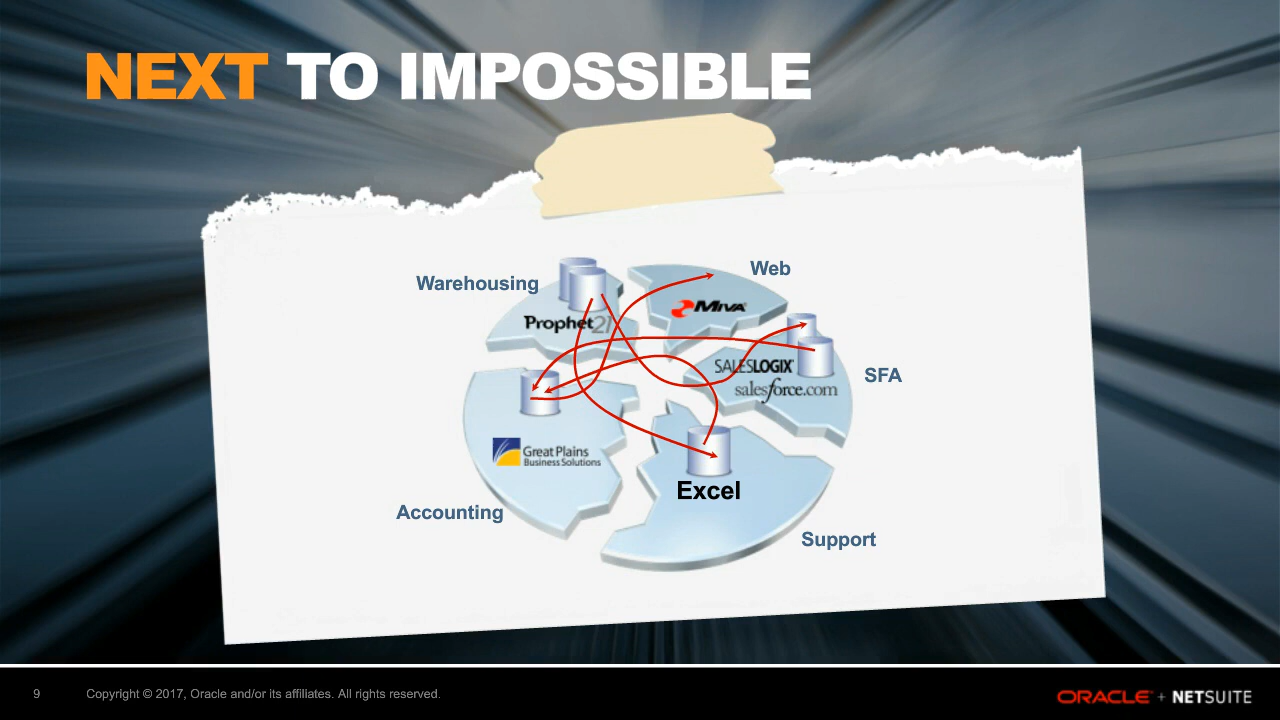 NEXT TO IMPOSSIBLE
Warehousing
Web
Prophet 21
MIVA
SALESLOGIX
salesforce.com
SFA
Great Plains
Business Solutions
Excel
Accounting
Support
9
Copyright © 2017, Oracle and/or its affiliates. All rights reserved.
ORACLE + NETSUITE